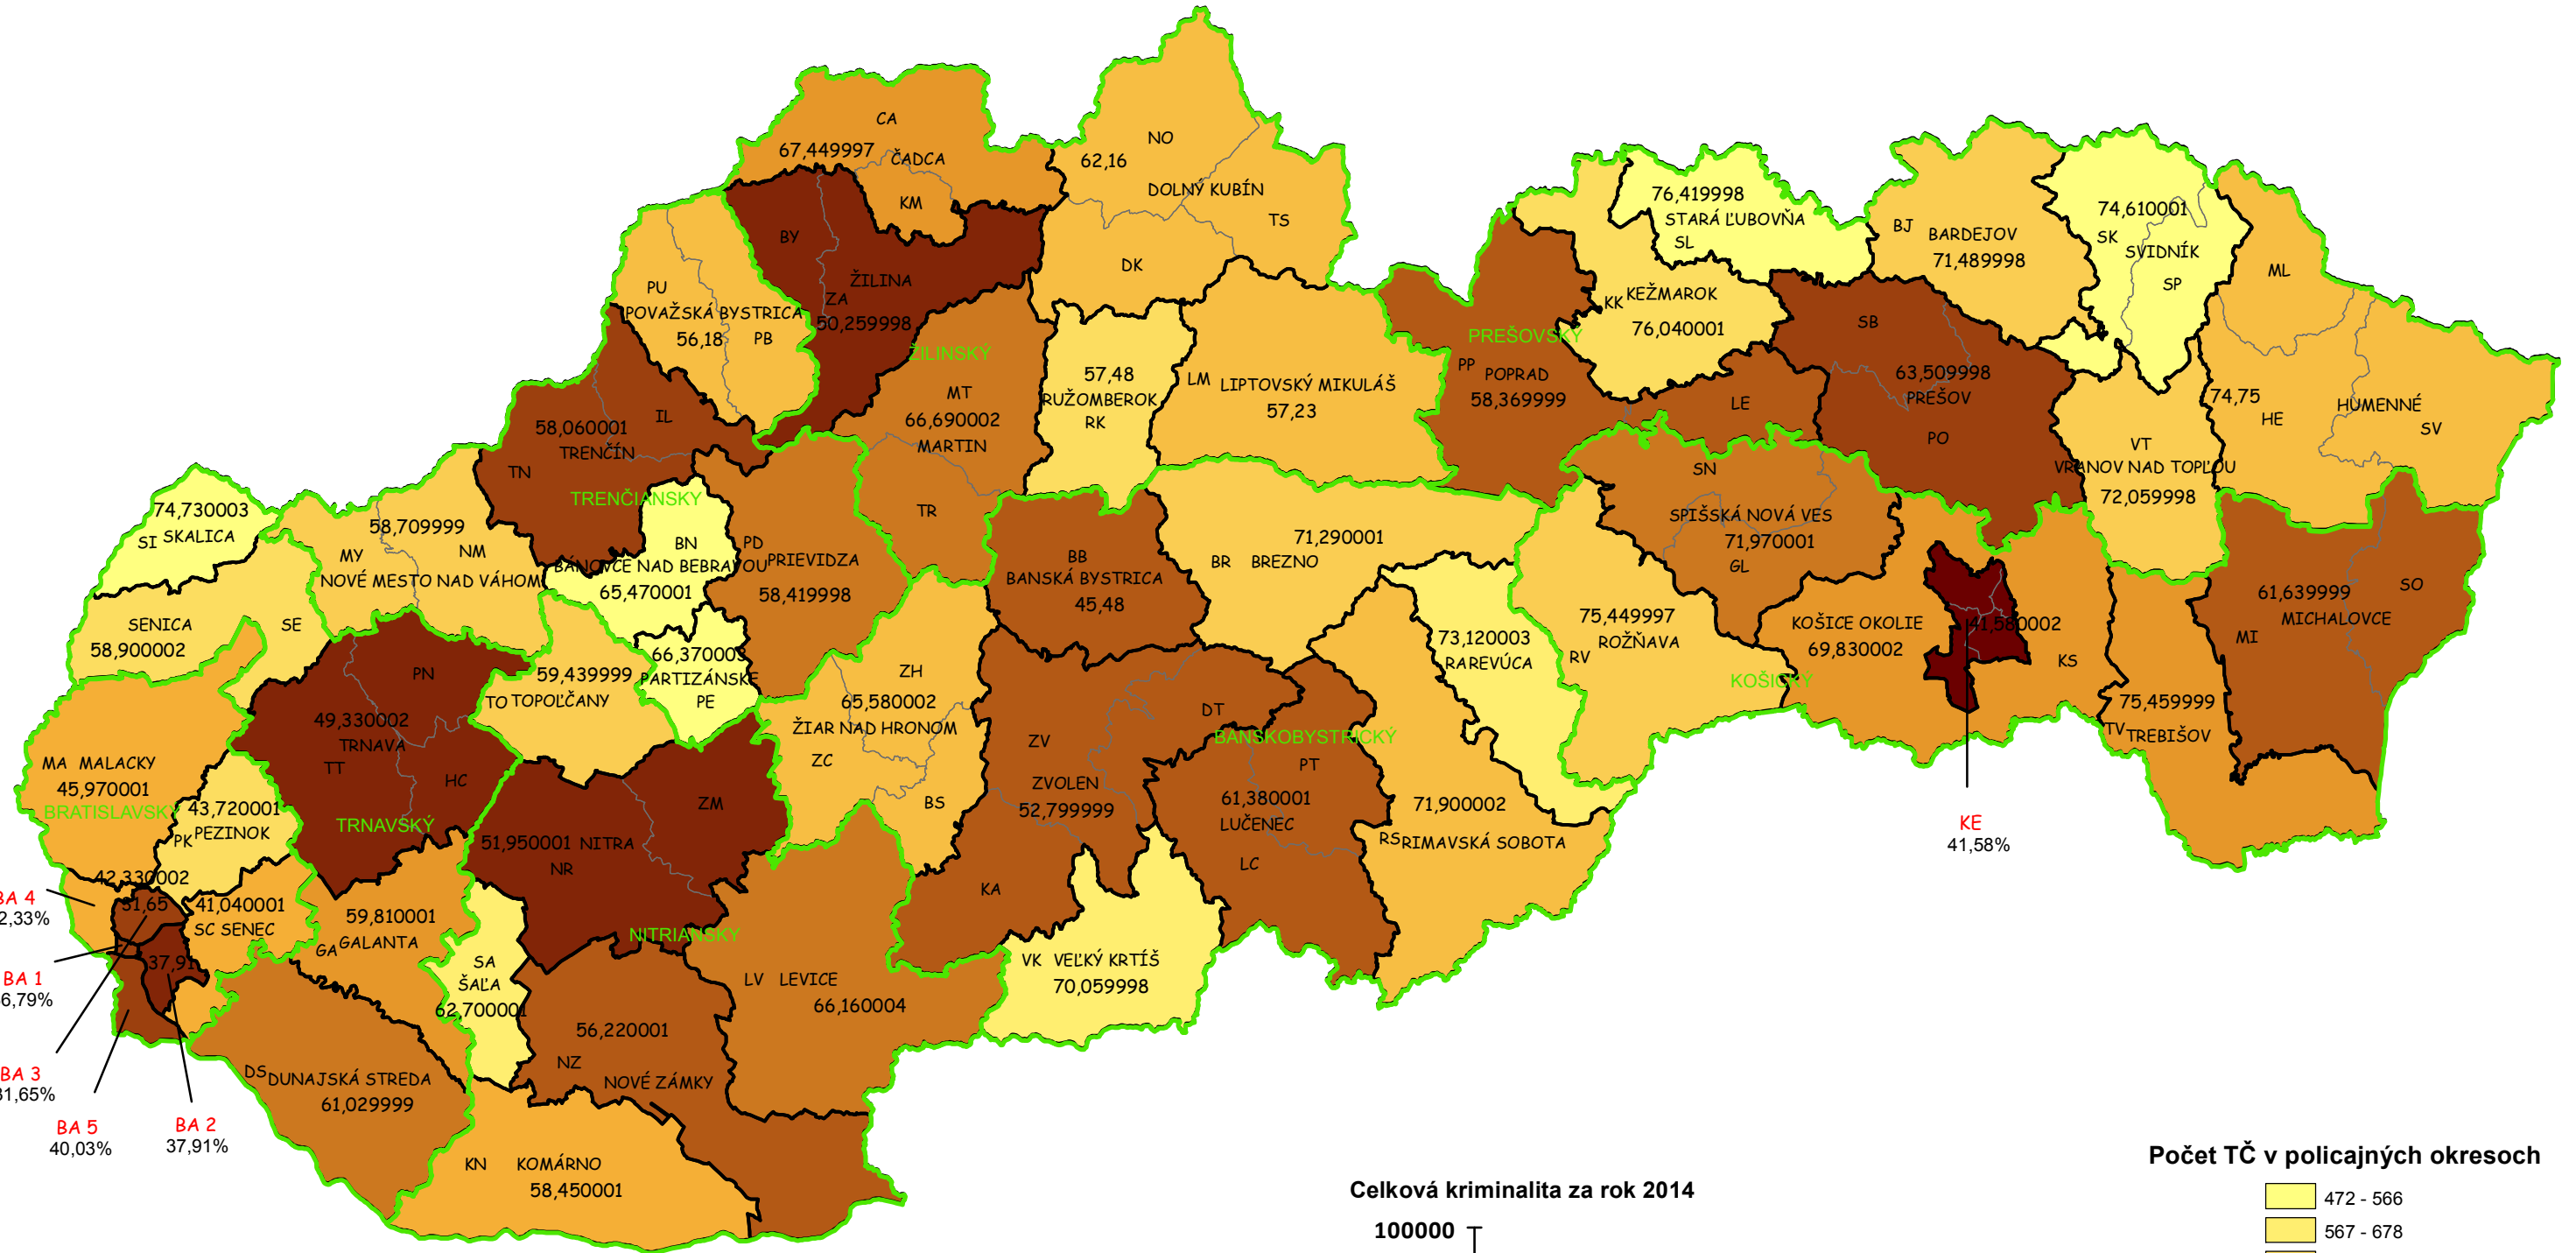 CA
67,449997
ČADCA
KM
NO
62,16
DOLNÝ KUBÍN
TS
DK
BY
ŽILINA
ZA
50,259998
PU
POVAŽSKÁ BYSTRICA
56,18
PB
ŽILINSKÝ
MT
66,690002
MARTIN
TR
57,48
RUŽOMBEROK
RK
LM LIPTOVSKÝ MIKULÁŠ
57,23
PREŠOVSKÝ
PP
POPRAD
58,369999
LE
KK KEŽMAROK
76,040001
76,419998
STARÁ ĽUBOVŇA
SL
BJ
BARDEJOV
71,489998
74,610001
SK
SVIDNÍK
SP
ML
SB
63,509998
PREŠOV
PO
74,75
HE
HUMENNÉ
SV
VT
VRANOV NAD TOPĽOU
72,059998
58,060001
TRENČÍN
IL
TN
TRENČIANSKY
74,730003
SI SKALICA
58,709999
MY
NM
NOVÉ MESTO NAD VÁHOM
BN
BÁNOVCE NAD BEBRAVOU
65,470001
PD
PRIEVIDZA
58,419998
SENICA
SE
58,900002
66,370003
PARTIZÁNSKE
PE
59,439999
TO TOPOĽČANY
PN
49,330002
TRNAVA
TT
HC
TRNAVSKÝ
MA MALACKY
45,970001
BRATISLAVSKÝ
43,720001
PK PEZINOK
BB
BANSKÁ BYSTRICA
45,48
71,290001
BR BREZNO
ZH
65,580002
ŽIAR NAD HRONOM
ZC
BS
ZV
DT
ZVOLEN
52,799999
KA
BANSKOBYSTRICKÝ
PT
61,380001
LUČENEC
LC
73,120003
RA REVÚCA
71,900002
RS RIMAVSKÁ SOBOTA
75,449997
RV
ROŽŇAVA
SN
SPIŠSKÁ NOVÁ VES
71,970001
GL
KOŠICE OKOLIE
69,830002
KS
KOŠICKÝ
41,580002
KE
41,58%
61,639999
MICHALOVCE
MI
SO
75,459999
TV TREBIŠOV
ZM
51,950001 NITRA
NR
NITRIANSKY
42,330002
31,65
37,91
41,040001
SC SENEC
59,810001
GA GALANTA
SA
ŠAĽA
62,700001
LV LEVICE
66,160004
VK VEĽKÝ KRTÍŠ
70,059998
56,220001
NZ
NOVÉ ZÁMKY
DS DUNAJSKÁ STREDA
61,029999
KN KOMÁRNO
58,450001
BA 4
2,33%
BA 1
6,79%
BA 3
31,65%
BA 5
40,03%
BA 2
37,91%
Celková kriminalita za rok 2014
100000
Počet TČ v policajných okresoch
472 - 566
567 - 678